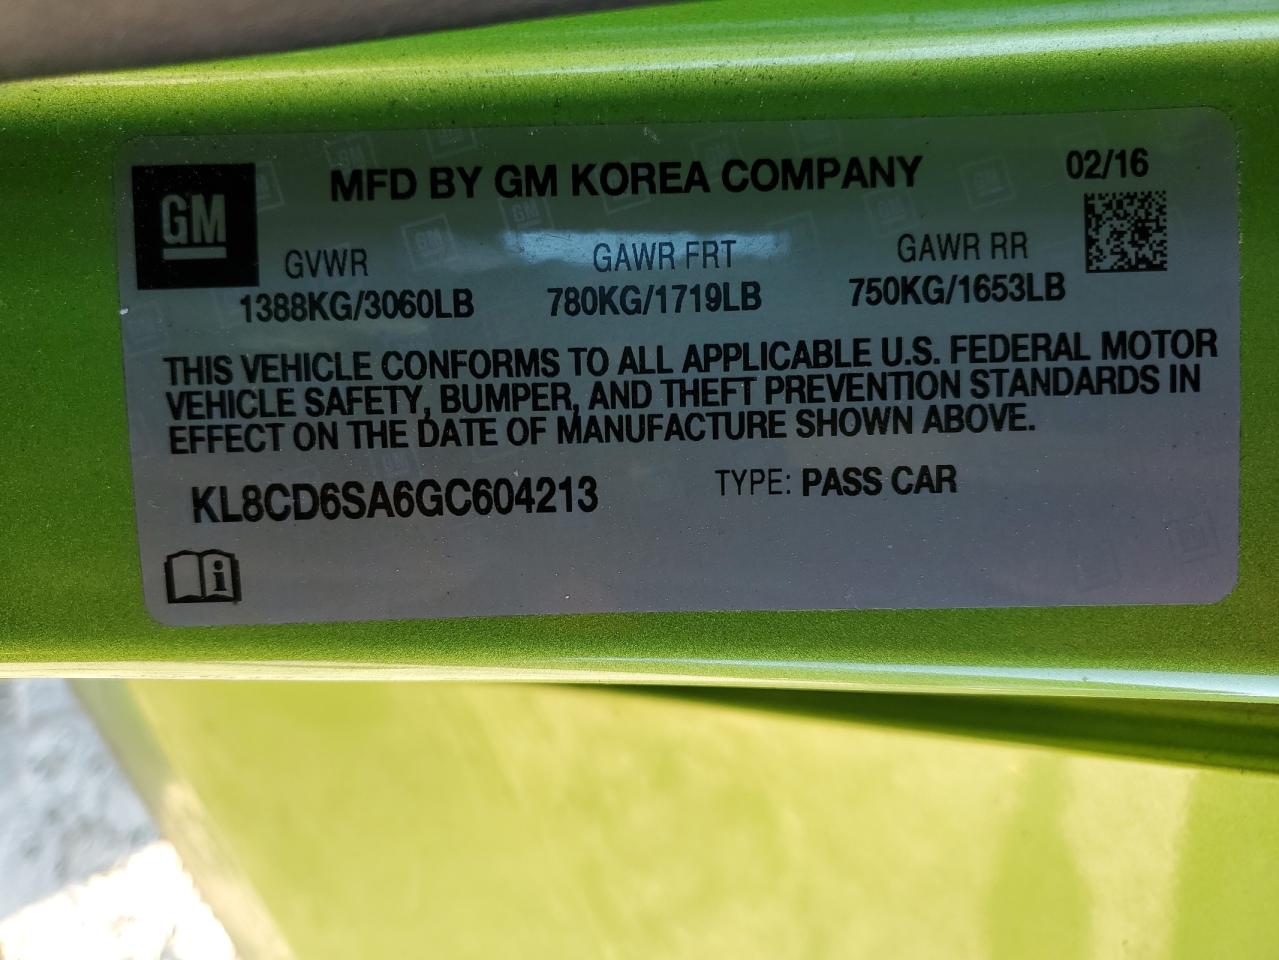 GM
MFD BY GM KOREA COMPANY
02/16
GVWR
GAWR FRT
GAWR RR
1388KG/3060LB
780KG/1719LB
750KG/1653LB
THIS VEHICLE CONFORMS TO ALL APPLICABLE U.S. FEDERAL MOTOR
VEHICLE SAFETY, BUMPER, AND THEFT PREVENTION STANDARDS IN
EFFECT ON THE DATE OF MANUFACTURE SHOWN ABOVE.
KL8CD6SA6GC604213
TYPE: PASS CAR
i